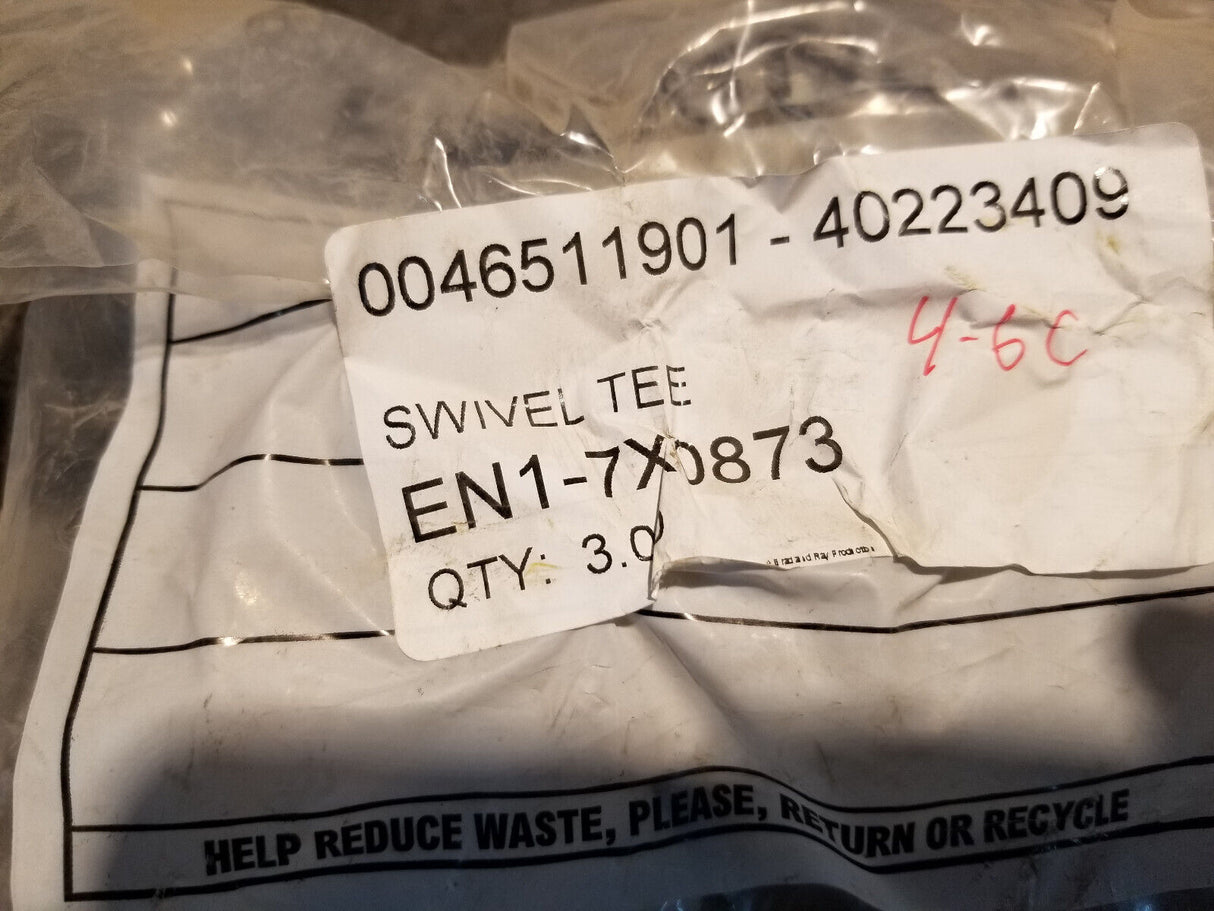 0046511901 - 40223409
4-6C
SWIVEL TEE
EN1-7X0873
QTY: 3.0
HELP REDUCE WASTE, PLEASE, RETURN OR RECYCLE